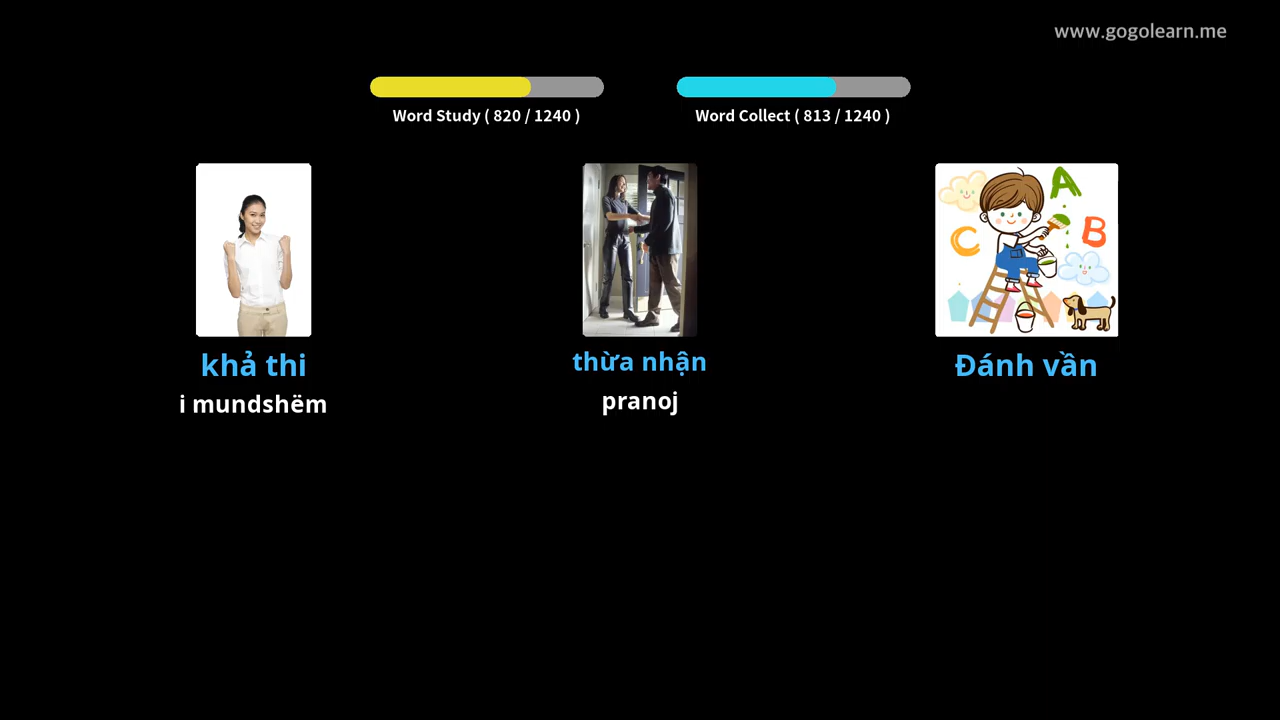 www.gogolearn.me
Word Study ( 820 / 1240 )
Word Collect ( 813 / 1240 )
A
B
C
khả thi
i mundshëm
thừa nhận
pranoj
Đánh vần